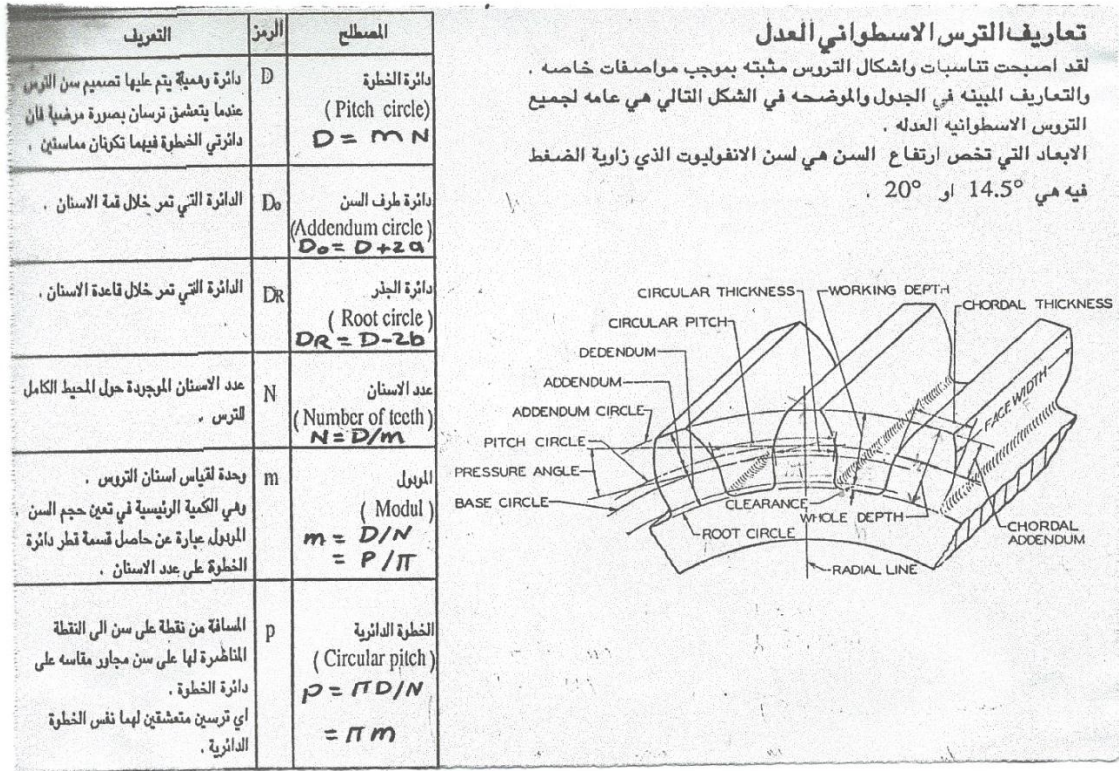 تعاريف الترس الاسطواني العدل
لقد اصبحت تناسبات واشكال التروس مثبته بموجب مواصفات خاصه .
والتعاريف المبينه في الجدول والموضحه في الشكل التالي هي عامه لجميع
التروس الاسطوانيه العدله .
الابعاد التي تخص ارتفاع السن هي لسن الانفوليوت الذي زاوية الضغط
فيه هي 14.5° او 20° .
CIRCULAR THICKNESS
WORKING DEPTH
CHORDAL THICKNESS
CIRCULAR PITCH
DEDENDUM
ADDENDUM
FACE WIDTH
ADDENDUM CIRCLE
PITCH CIRCLE
PRESSURE ANGLE
BASE CIRCLE
CLEARANCE
WHOLE DEPTH
ROOT CIRCLE
CHORDAL
ADDENDUM
RADIAL LINE
المصطلح
الرمز
التعريف
دائرة الخطوة
(Pitch circle)
D = m N
D
دائرة وهمية يتم عليها تصميم سن الترس
عندما يتعشق ترسان بصورة مرضية فان
دائرتي الخطوة فيهما تكونان مماستين .
دائرة طرف السن
(Addendum circle)
Do = D + 2a
Do
الدائرة التي تمر خلال قمة الاسنان .
دائرة الجذر
(Root circle)
DR = D - 2b
DR
الدائرة التي تمر خلال قاعدة الاسنان .
عدد الاسنان
(Number of teeth)
N = D/m
N
عدد الاسنان الموجودة حول المحيط الكامل
للترس .
الموديول
(Modul)
m = D/N
= P/π
m
وحدة لقياس اسنان التروس .
وهي الكمية الرئيسية في تعين حجم السن .
الموديول عبارة عن حاصل قسمة قطر دائرة
الخطوة على عدد الاسنان .
الخطوة الدائرية
(Circular pitch)
p = πD/N
= πm
p
المسافة من نقطة على سن الى النقطة
المناظرة لها على سن مجاور مقاسه على
دائرة الخطوة .
اي ترسين متعشقين لهما نفس الخطوة
الدائرية .